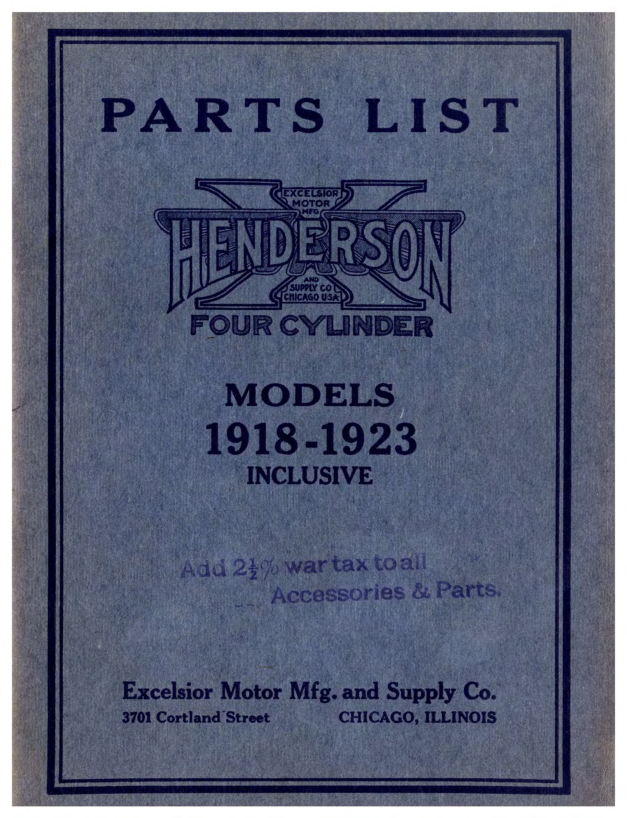 PARTS LIST
EXCELSIOR
MOTOR
MFG
HENDERSON
AND
SUPPLY CO
CHICAGO U.S.A.
FOUR CYLINDER
MODELS
1918-1923
INCLUSIVE
Add 2½% war tax to all
Accessories & Parts.
Excelsior Motor Mfg. and Supply Co.
3701 Cortland Street CHICAGO, ILLINOIS